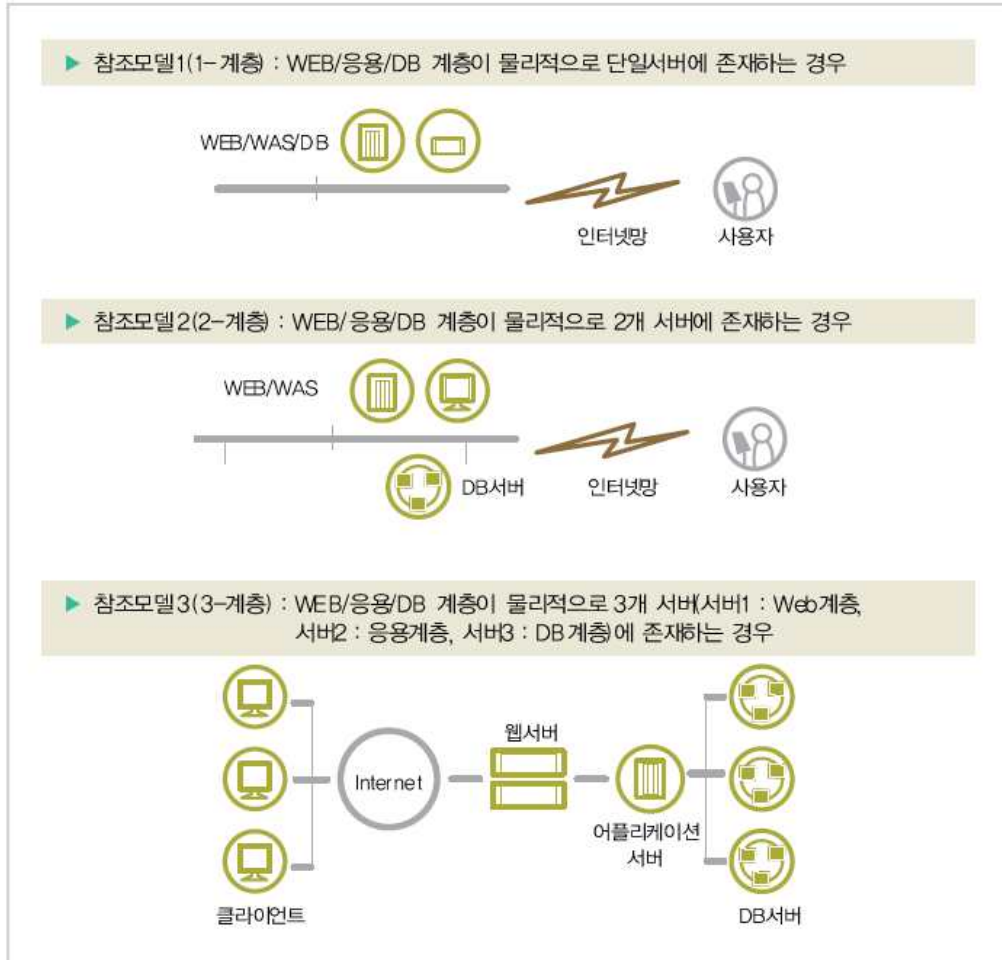 ▶ 참조모델1(1-계층) : WEB/응용/DB 계층이 물리적으로 단일서버에 존재하는 경우
WEB/WAS/DB
인터넷망
사용자
▶ 참조모델2(2-계층) : WEB/응용/DB 계층이 물리적으로 2개 서버에 존재하는 경우
WEB/WAS
DB서버
인터넷망
사용자
▶ 참조모델3(3-계층) : WEB/응용/DB 계층이 물리적으로 3개 서버(서버1 : Web계층,
서버2 : 응용계층, 서버3 : DB계층)에 존재하는 경우
웹서버
Internet
어플리케이션
서버
클라이언트
DB서버